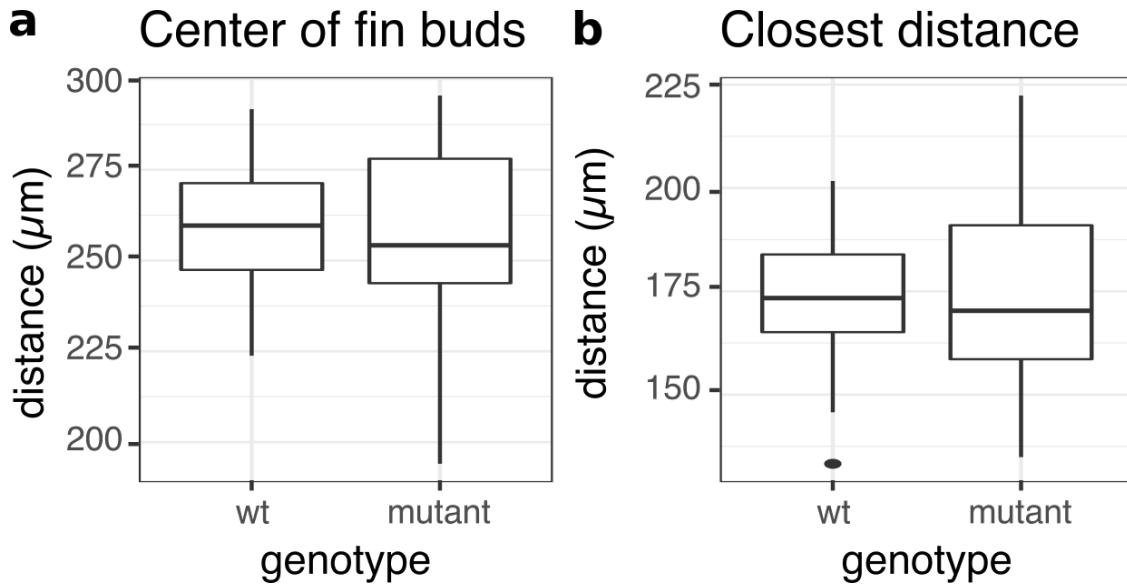 a Center of fin buds
distance (µm)
300
275
250
225
200
wt mutant
genotype
b Closest distance
distance (µm)
225
200
175
150
wt mutant
genotype